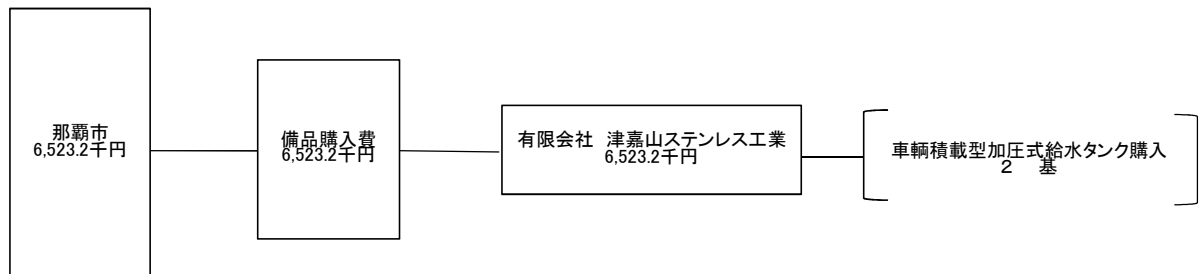 那覇市
6,523.2千円
備品購入費
6,523.2千円
有限会社　津嘉山ステンレス工業
6,523.2千円
車輌積載型加圧式給水タンク購入
２　基